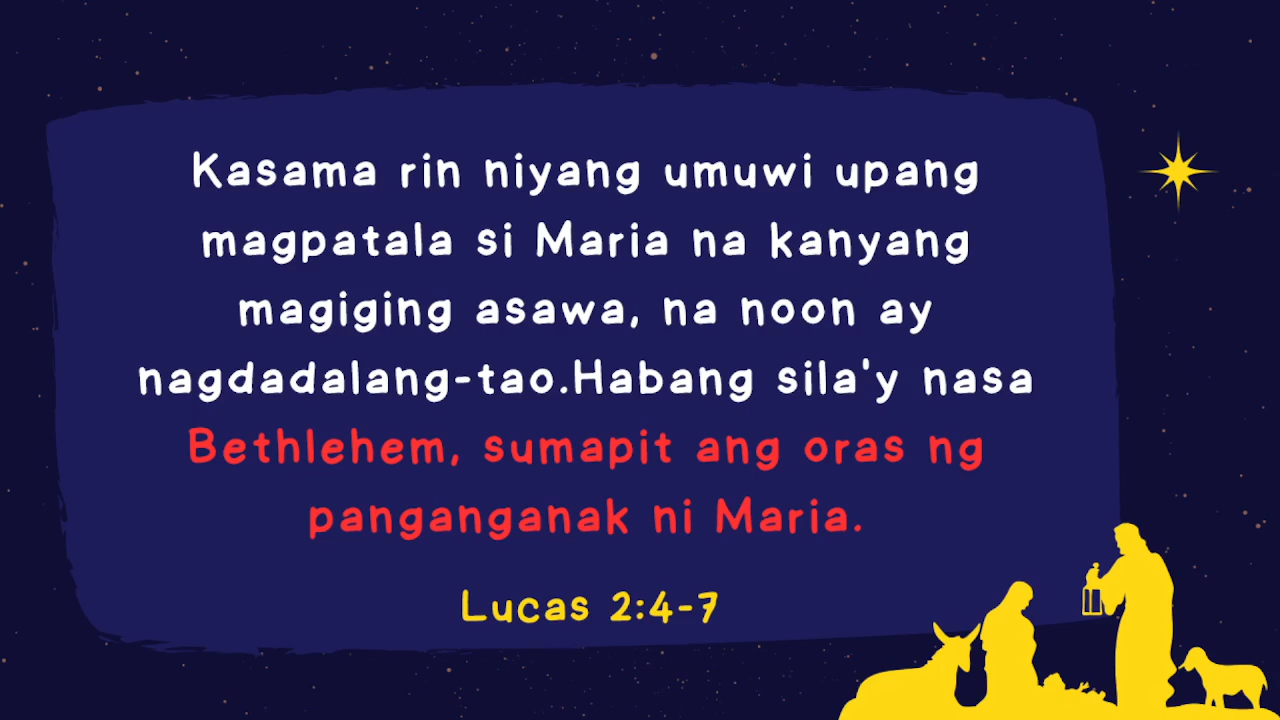 Kasama rin niyang umuwi upang
magpatala si Maria na kanyang
magiging asawa, na noon ay
nagdadalang-tao.Habang sila'y nasa
Bethlehem, sumapit ang oras ng
panganganak ni Maria.
Lucas 2:4-7